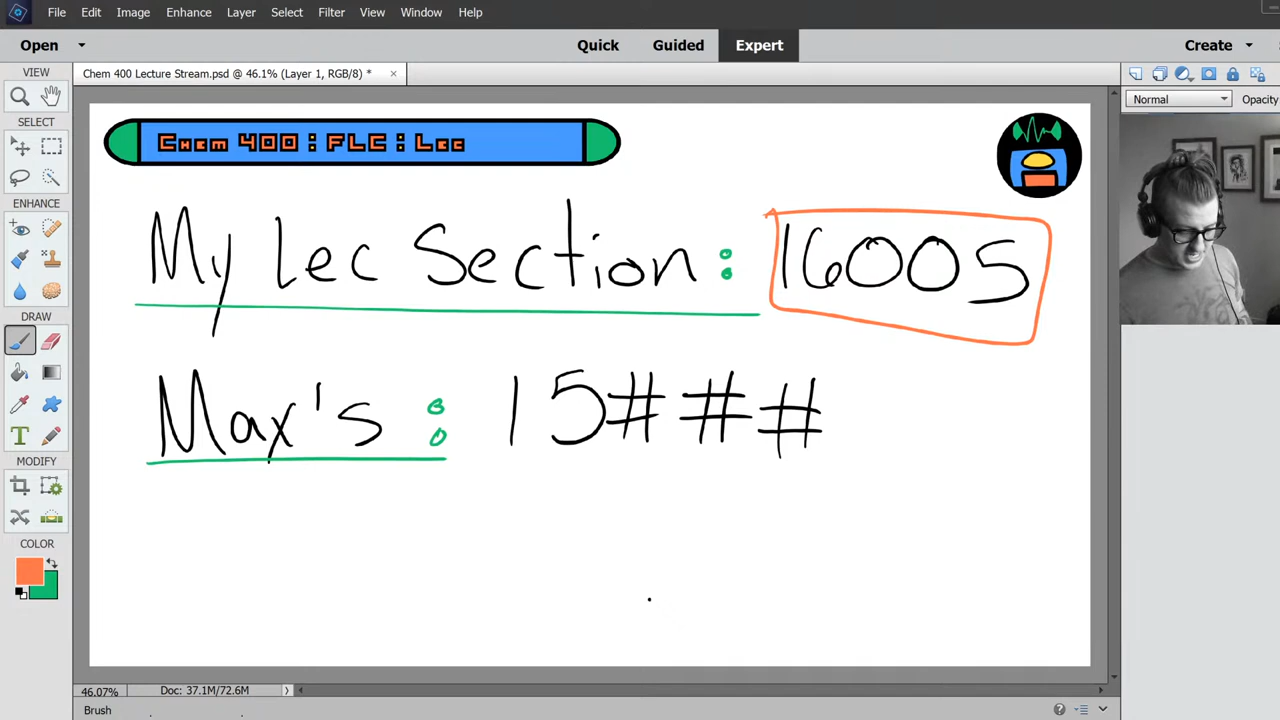 File Edit Image Enhance Layer Select Filter View Window Help
Open Quick Guided Expert Create
Chem 400 Lecture Stream.psd @ 46.1% (Layer 1, RGB/8) * ×
VIEW
SELECT
ENHANCE
DRAW
MODIFY
COLOR
Normal Opacity
Chem 400 : FLC : Lec
My Lec Section: 16005
Max's: 15###
46.07% Doc: 37.1M/72.6M
Brush